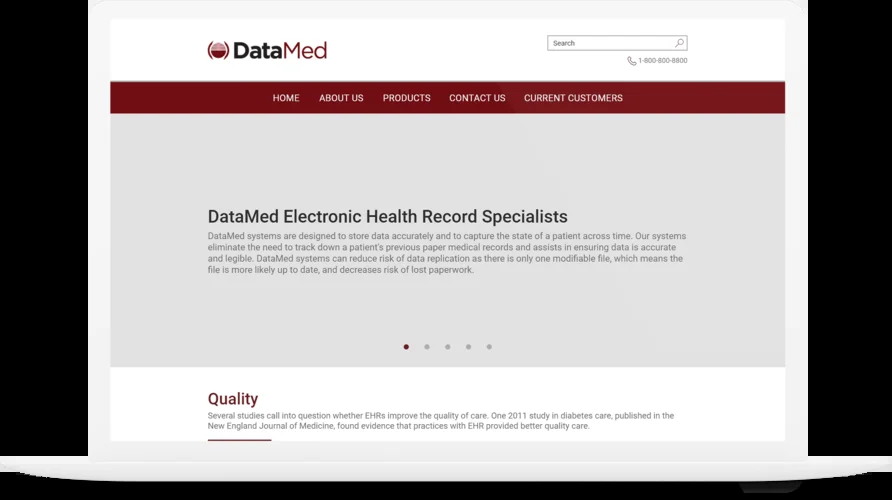 DataMed
Search
1-800-800-8800
HOME ABOUT US PRODUCTS CONTACT US CURRENT CUSTOMERS
DataMed Electronic Health Record Specialists
DataMed systems are designed to store data accurately and to capture the state of a patient across time. Our systems
eliminate the need to track down a patient's previous paper medical records and assists in ensuring data is accurate
and legible. DataMed systems can reduce risk of data replication as there is only one modifiable file, which means the
file is more likely up to date, and decreases risk of lost paperwork.
Quality
Several studies call into question whether EHRs improve the quality of care. One 2011 study in diabetes care, published in the
New England Journal of Medicine, found evidence that practices with EHR provided better quality care.